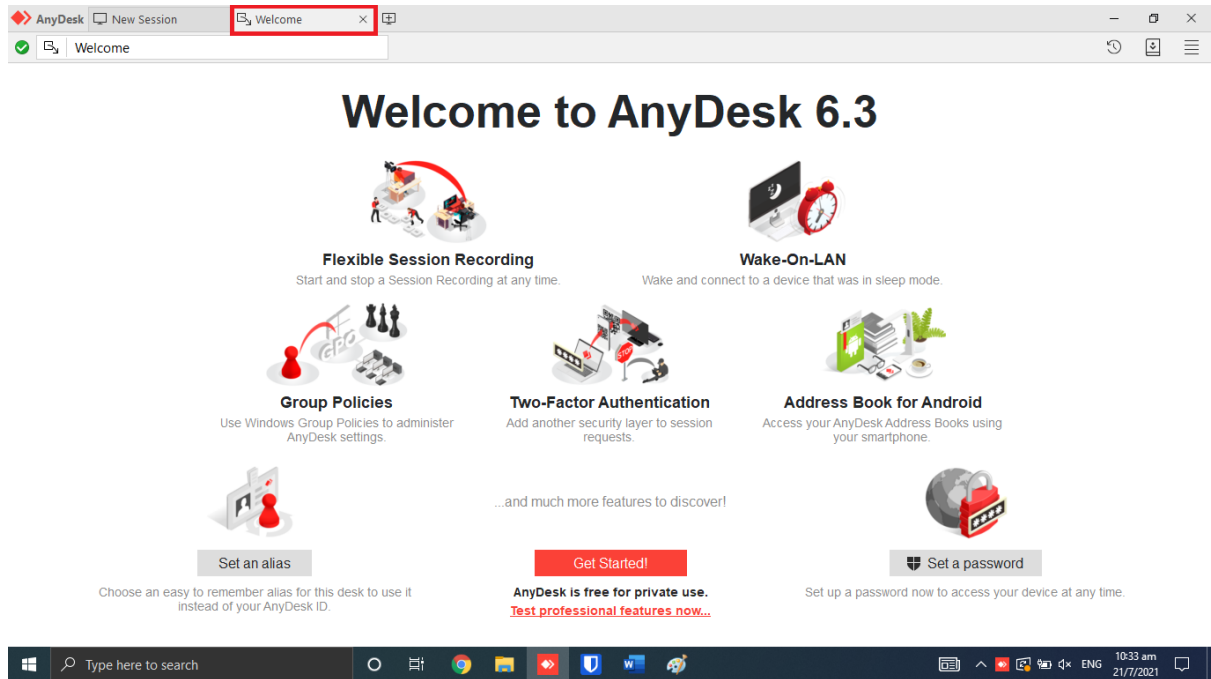 AnyDesk New Session Welcome
Welcome
Welcome to AnyDesk 6.3
Flexible Session Recording
Start and stop a Session Recording at any time.
Wake-On-LAN
Wake and connect to a device that was in sleep mode.
GPO
STOP
Group Policies
Use Windows Group Policies to administer
AnyDesk settings.
Two-Factor Authentication
Add another security layer to session
requests.
Address Book for Android
Access your AnyDesk Address Books using
your smartphone.
...and much more features to discover!
Set an alias
Choose an easy to remember alias for this desk to use it
instead of your AnyDesk ID.
Get Started!
AnyDesk is free for private use.
Test professional features now...
Set a password
Set up a password now to access your device at any time.
Type here to search
ENG
10:33 am
21/7/2021